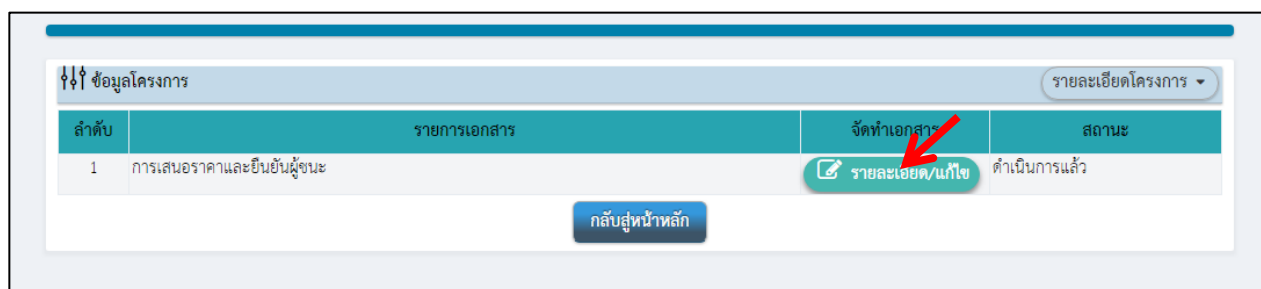 ข้อมูลโครงการ
รายละเอียดโครงการ
ลำดับ รายการเอกสาร จัดทำเอกสาร สถานะ
1 การเสนอราคาและยืนยันผู้ชนะ รายละเอียด/แก้ไข ดำเนินการแล้ว
กลับสู่หน้าหลัก